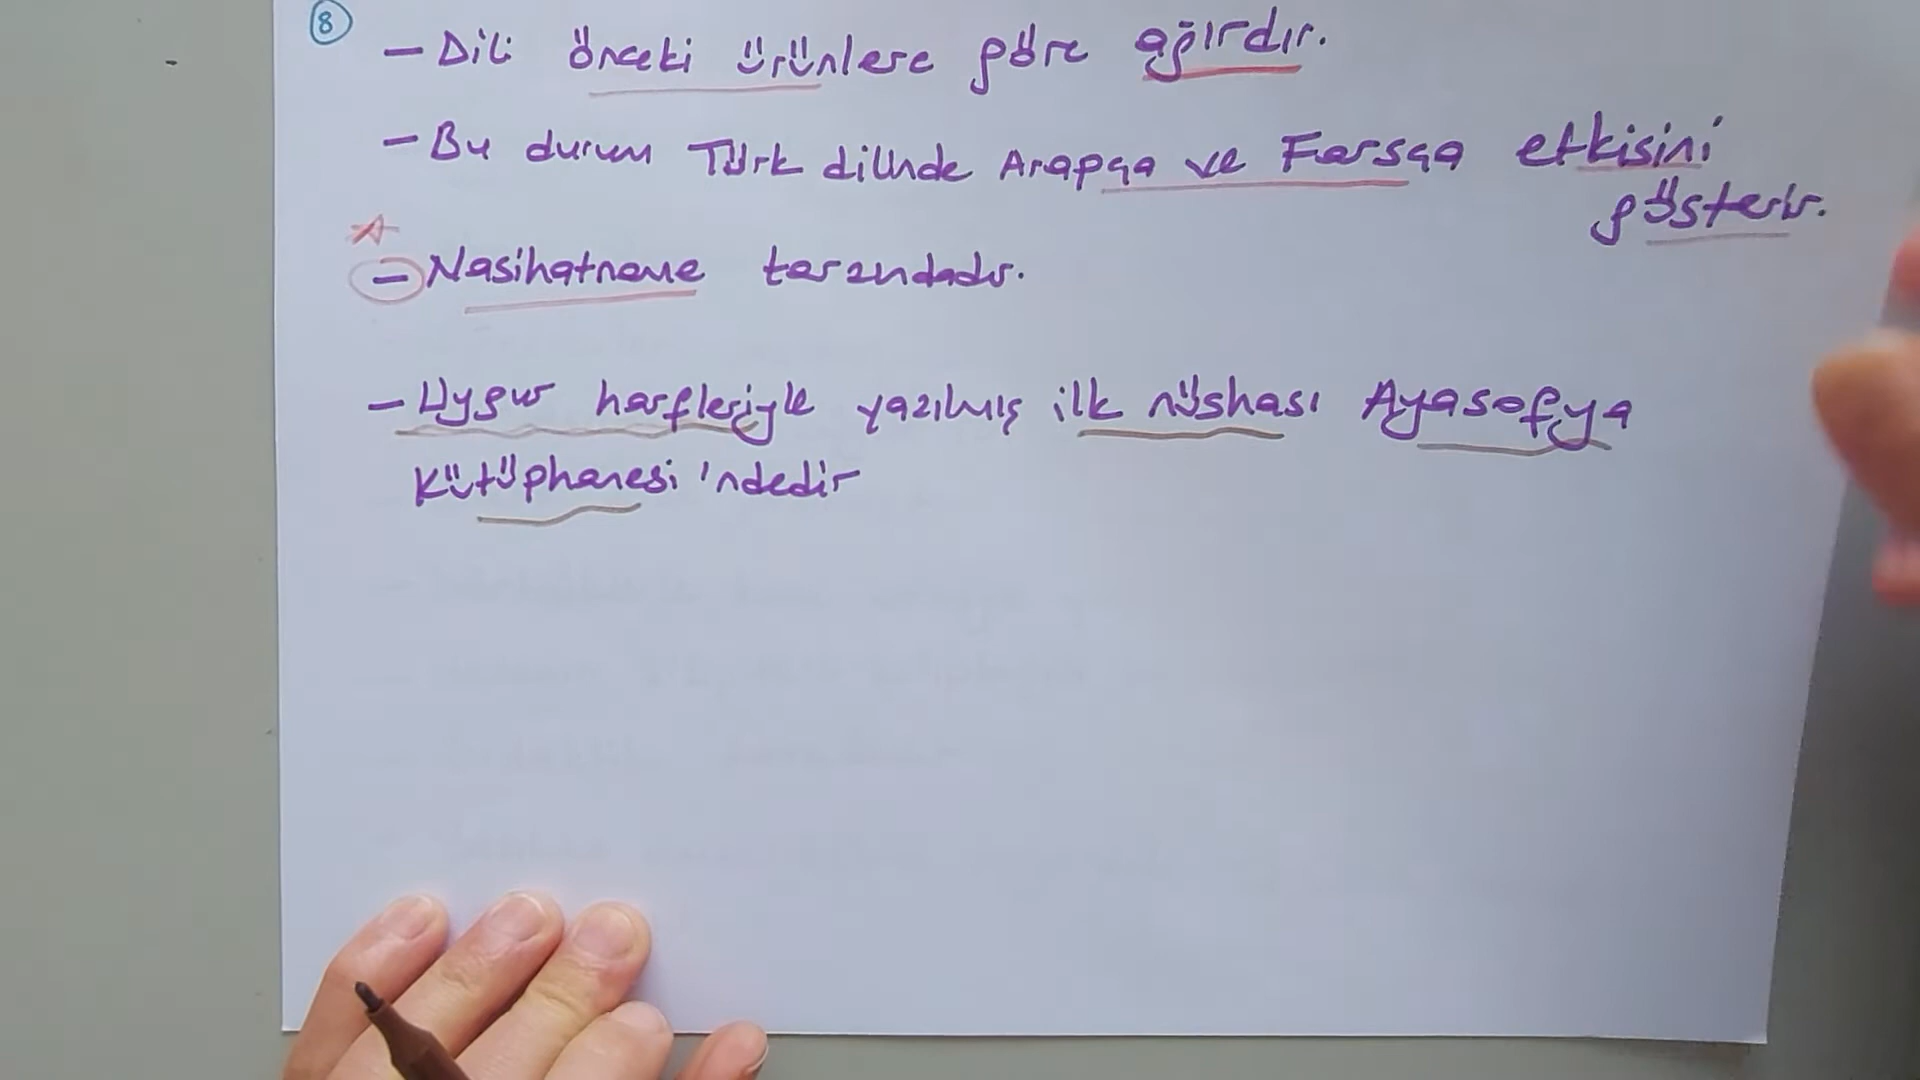 8
- Dili önceki ürünlere göre ağırdır.
- Bu durum Türk dilinde Arapça ve Farsça etkisini
gösterir.
- Nasihatname tarzındadır.
- Uygur harfleriyle yazılmış ilk nüshası Ayasofya
Kütüphanesi'ndedir